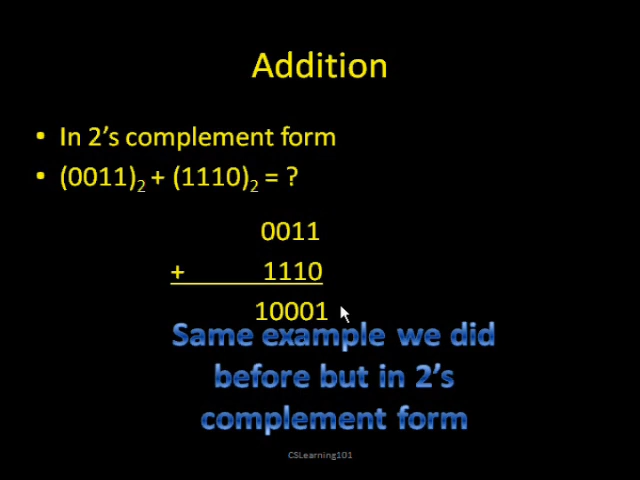 Addition
• In 2's complement form
• (0011)₂ + (1110)₂ = ?
0011
+ 1110
10001
Same example we did
before but in 2's
complement form
CSLearning101